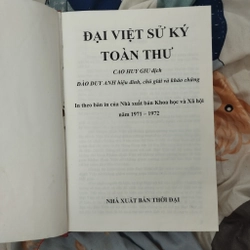 ĐẠI VIỆT SỬ KÝ
TOÀN THƯ
CAO HUY GIU dịch
ĐÀO DUY ANH hiệu đính, chú giải và khảo chứng
In theo bản in của Nhà xuất bản Khoa học và Xã hội
năm 1971 - 1972
NHÀ XUẤT BẢN THỜI ĐẠI